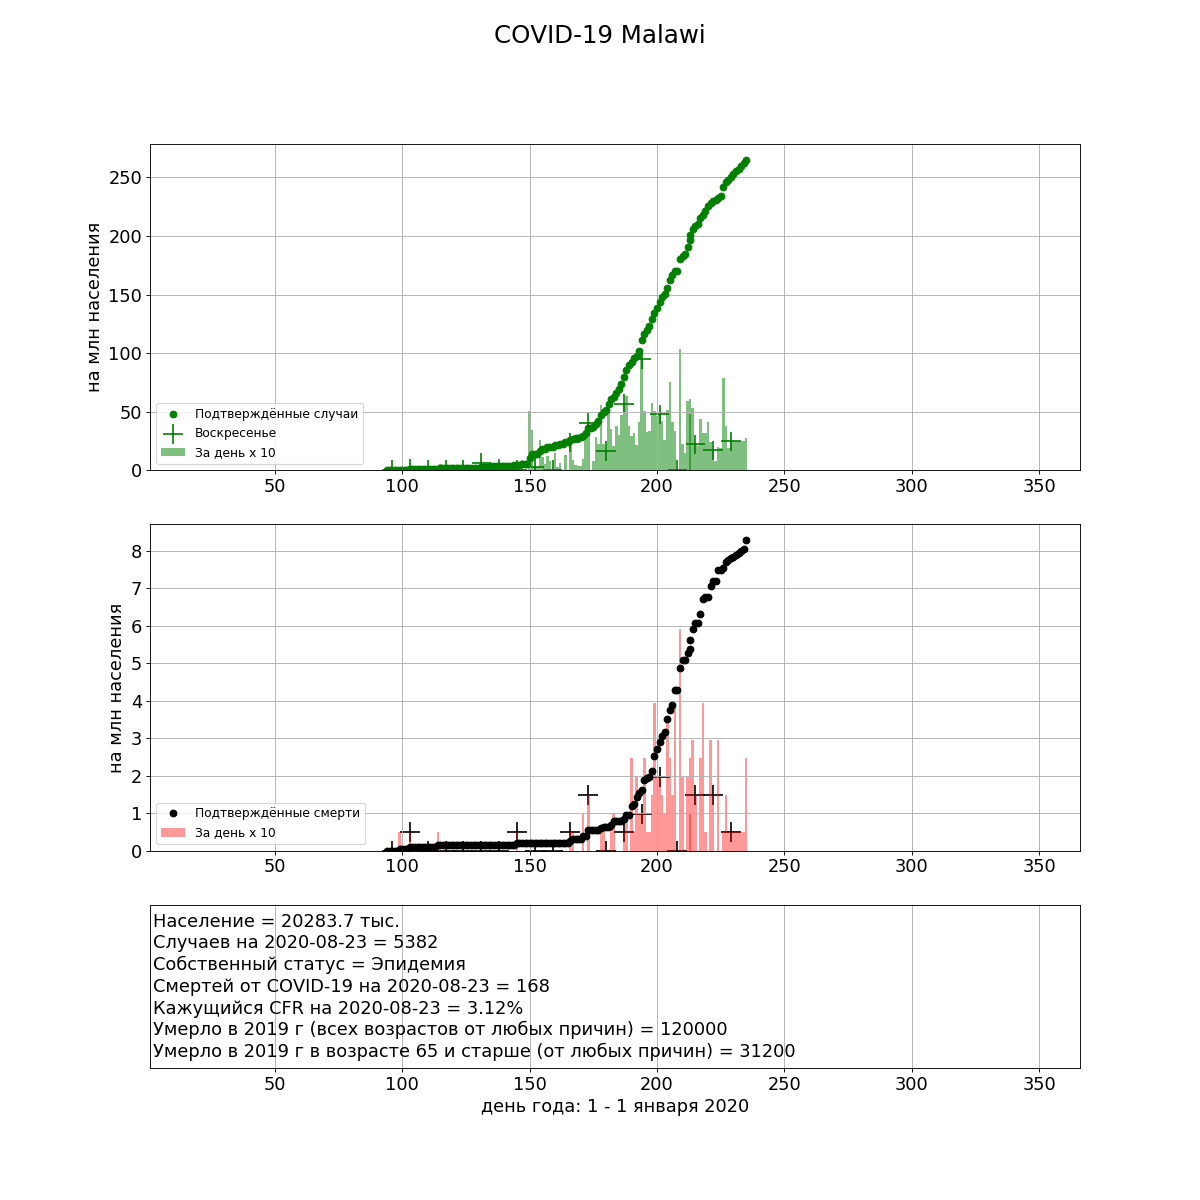 COVID-19 Malawi
на млн населения
250
200
150
100
50
0
Подтверждённые случаи
Воскресенье
За день x 10
50 100 150 200 250 300 350
на млн населения
8
7
6
5
4
3
2
1
0
Подтверждённые смерти
За день x 10
50 100 150 200 250 300 350
Население = 20283.7 тыс.
Случаев на 2020-08-23 = 5382
Собственный статус = Эпидемия
Смертей от COVID-19 на 2020-08-23 = 168
Кажущийся CFR на 2020-08-23 = 3.12%
Умерло в 2019 г (всех возрастов от любых причин) = 120000
Умерло в 2019 г в возрасте 65 и старше (от любых причин) = 31200
50 100 150 200 250 300 350
день года: 1 - 1 января 2020